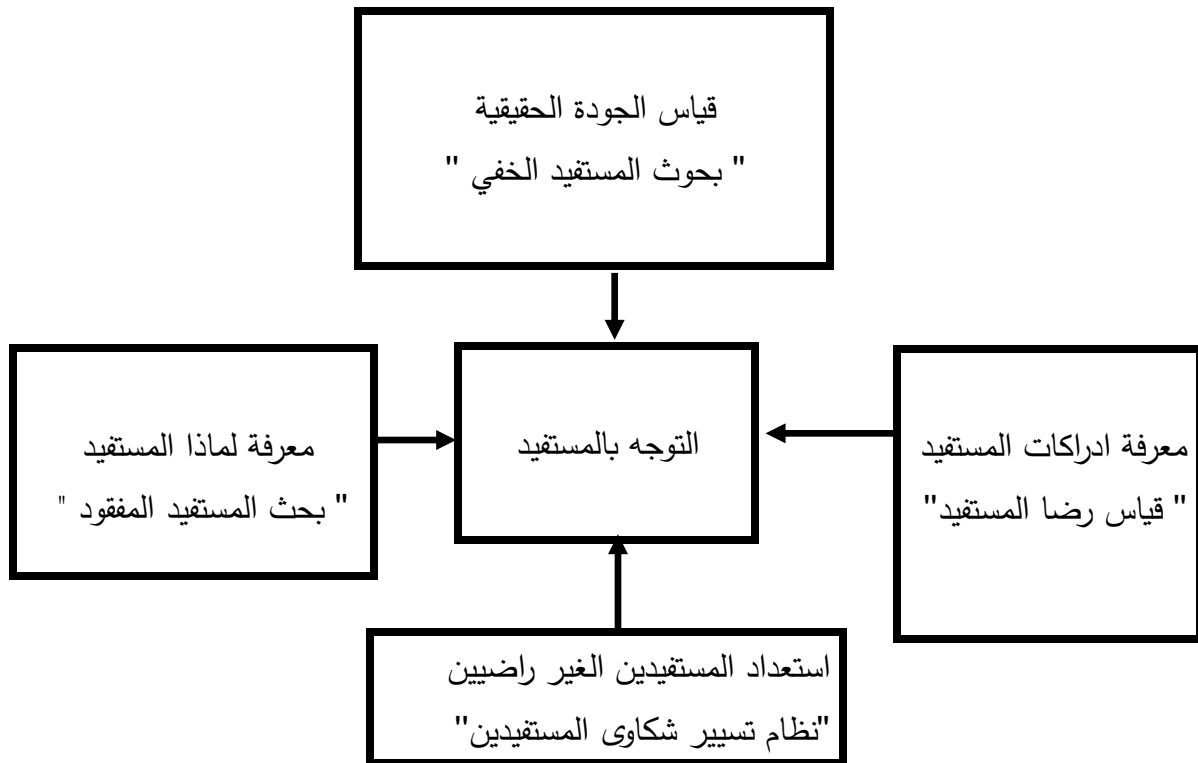 قياس الجودة الحقيقية
" بحوث المستفيد الخفي "
معرفة ادراكات المستفيد
" قياس رضا المستفيد"
التوجه بالمستفيد
معرفة لماذا المستفيد
" بحث المستفيد المفقود "
استعداد المستفيدين الغير راضيين
"نظام تسيير شكاوى المستفيدين"